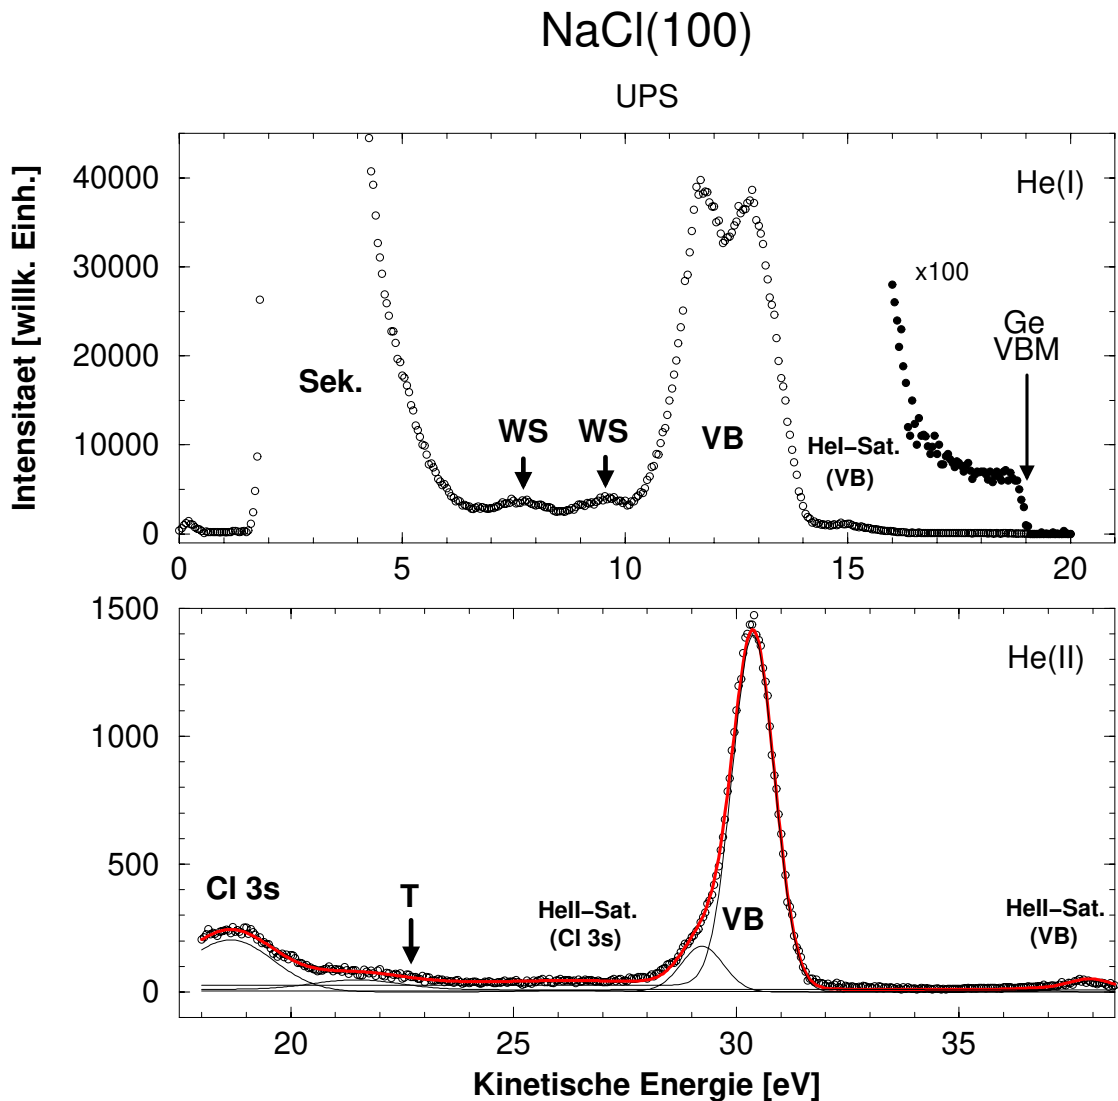 NaCl(100)
UPS
Intensitaet [willk. Einh.]
40000
30000
20000
10000
0
He(I)
x100
Ge
VBM
Sek.
WS
WS
VB
HeI−Sat.
(VB)
0
5
10
15
20
1500
1000
500
0
He(II)
Cl 3s
T
HeII−Sat.
(Cl 3s)
VB
HeII−Sat.
(VB)
20
25
30
35
Kinetische Energie [eV]